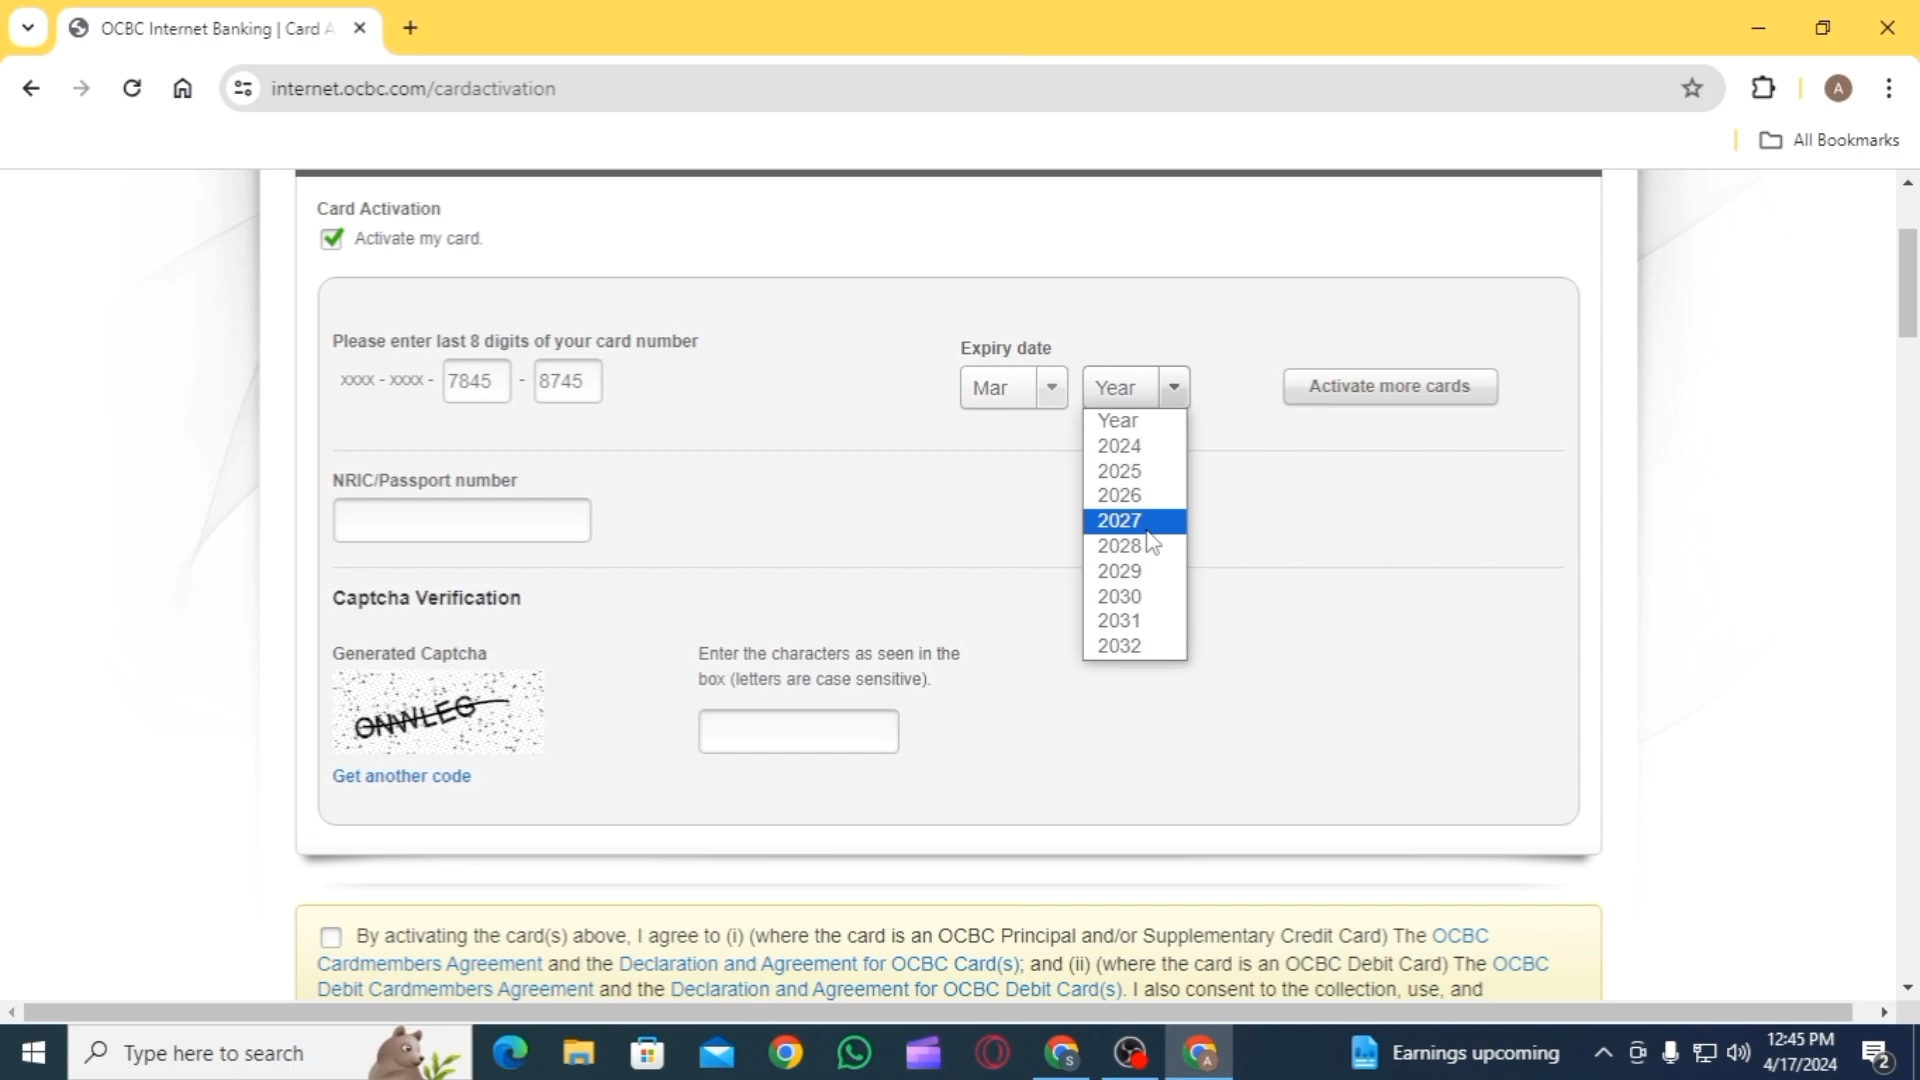 OCBC Internet Banking | Card A
internet.ocbc.com/cardactivation
A
All Bookmarks
Card Activation
Activate my card.
Please enter last 8 digits of your card number
xxxx - xxxx - 7845 - 8745
Expiry date
Mar
Year
Activate more cards
Year
2024
2025
2026
2027
2028
2029
2030
2031
2032
NRIC/Passport number
Captcha Verification
Generated Captcha
ONWLEG
Get another code
Enter the characters as seen in the
box (letters are case sensitive).
By activating the card(s) above, I agree to (i) (where the card is an OCBC Principal and/or Supplementary Credit Card) The OCBC
Cardmembers Agreement and the Declaration and Agreement for OCBC Card(s); and (ii) (where the card is an OCBC Debit Card) The OCBC
Debit Cardmembers Agreement and the Declaration and Agreement for OCBC Debit Card(s). I also consent to the collection, use, and
Type here to search
S
A
Earnings upcoming
12:45 PM
4/17/2024
2